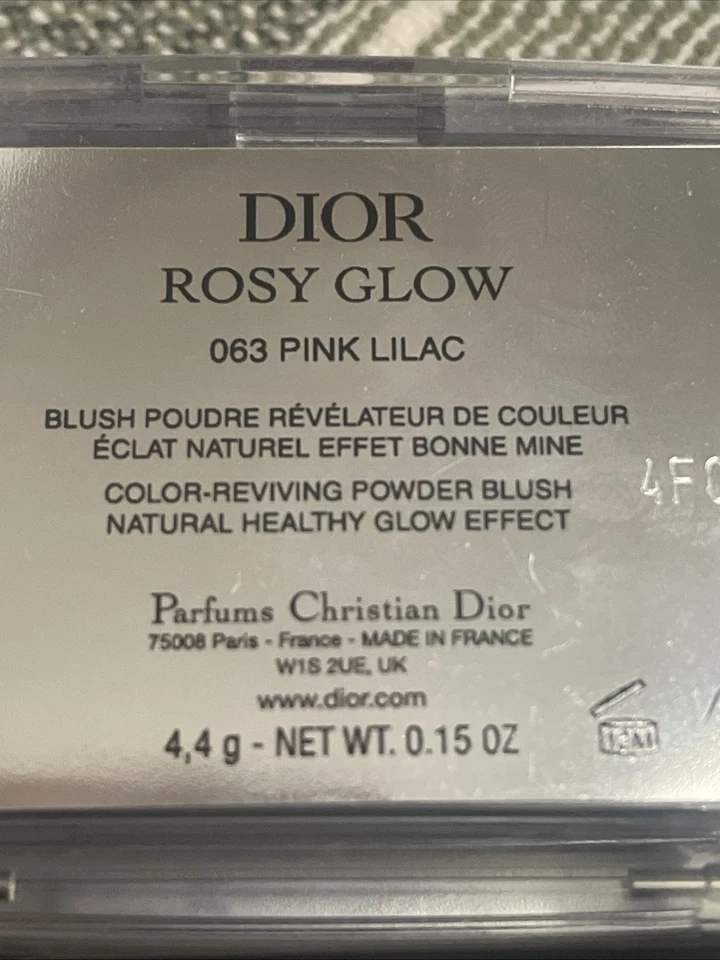 DIOR
ROSY GLOW
063 PINK LILAC
BLUSH POUDRE RÉVÉLATEUR DE COULEUR
ÉCLAT NATUREL EFFET BONNE MINE
COLOR-REVIVING POWDER BLUSH
NATURAL HEALTHY GLOW EFFECT
Parfums Christian Dior
75008 Paris - France - MADE IN FRANCE
W1S 2UE, UK
www.dior.com
4,4 g - NET WT. 0.15 OZ